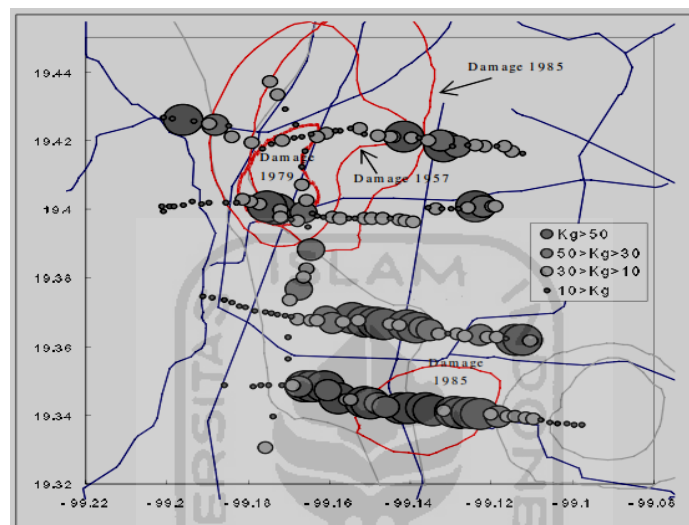 19.44
19.42
19.4
19.38
19.36
19.34
19.32
-99.22
-99.2
-99.18
-99.16
-99.14
-99.12
-99.1
-99.08
Damage 1985
Damage
1979
Damage 1957
Kg>50
50>Kg>30
30>Kg>10
10>Kg
Damage
1985
ISLAM